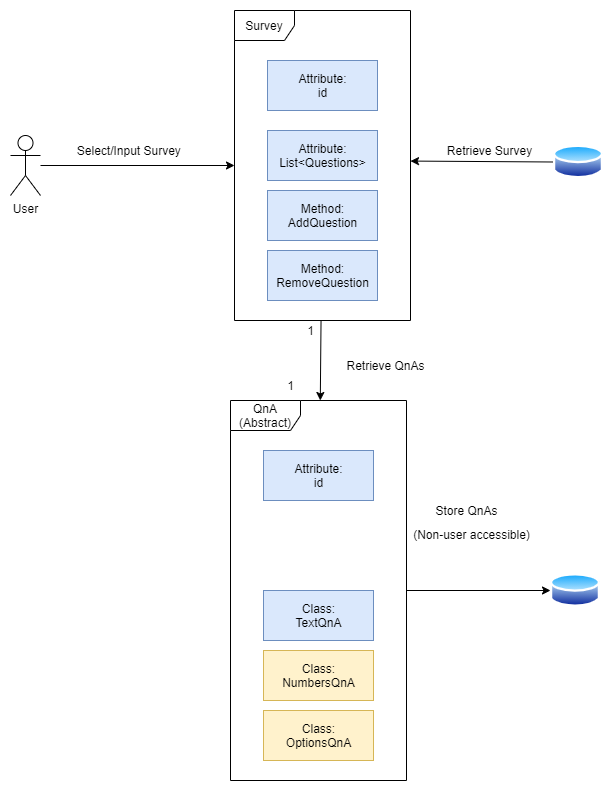 Survey
Attribute:
id
Select/Input Survey
Attribute:
List<Questions>
Retrieve Survey
User
Method:
AddQuestion
Method:
RemoveQuestion
1
Retrieve QnAs
1
QnA
(Abstract)
Attribute:
id
Store QnAs
(Non-user accessible)
Class:
TextQnA
Class:
NumbersQnA
Class:
OptionsQnA